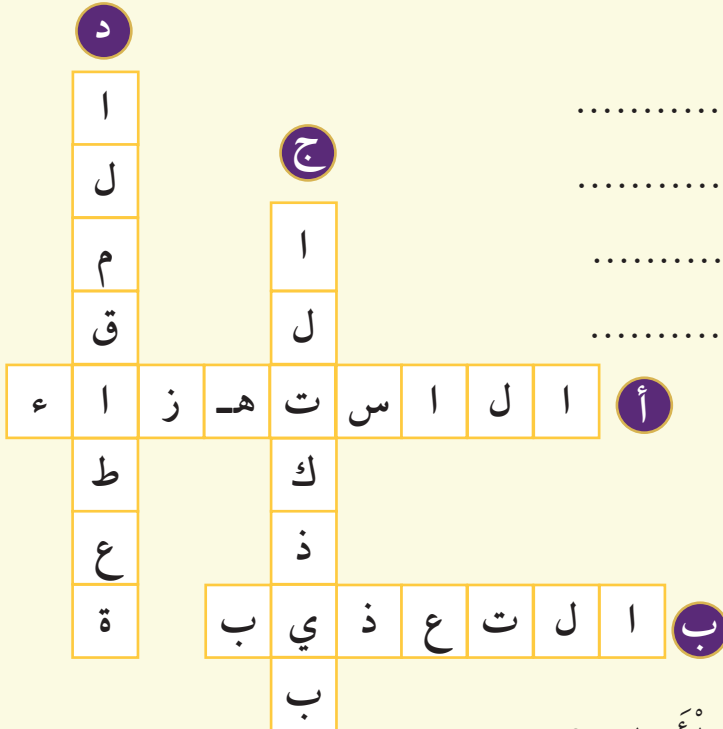 د
ا
ل
ج
م
ا
ق
ل
أ
ا ل ا س ت هـ ز ا ء
ط
ك
ع
ذ
ة
ب
ا ل ت ع ذ ي ب
ب
...........
...........
..........
..........